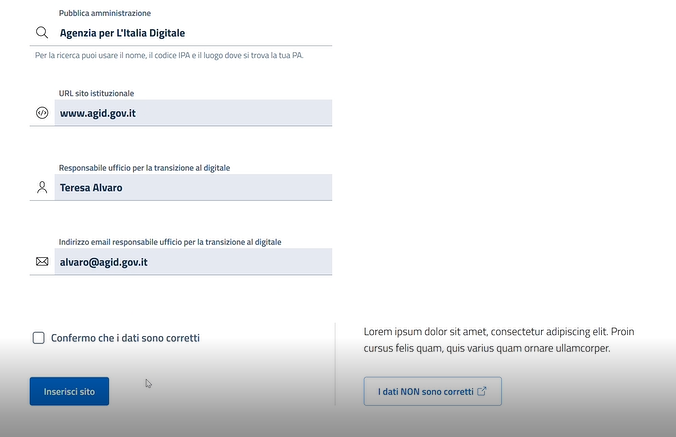 Pubblica amministrazione
Agenzia per L'Italia Digitale
Per la ricerca puoi usare il nome, il codice IPA e il luogo dove si trova la tua PA.
URL sito istituzionale
www.agid.gov.it
Responsabile ufficio per la transizione al digitale
Teresa Alvaro
Indirizzo email responsabile ufficio per la transizione al digitale
alvaro@agid.gov.it
Confermo che i dati sono corretti
Inserisci sito
Lorem ipsum dolor sit amet, consectetur adipiscing elit. Proin
cursus felis quam, quis varius quam ornare ullamcorper.
I dati NON sono corretti